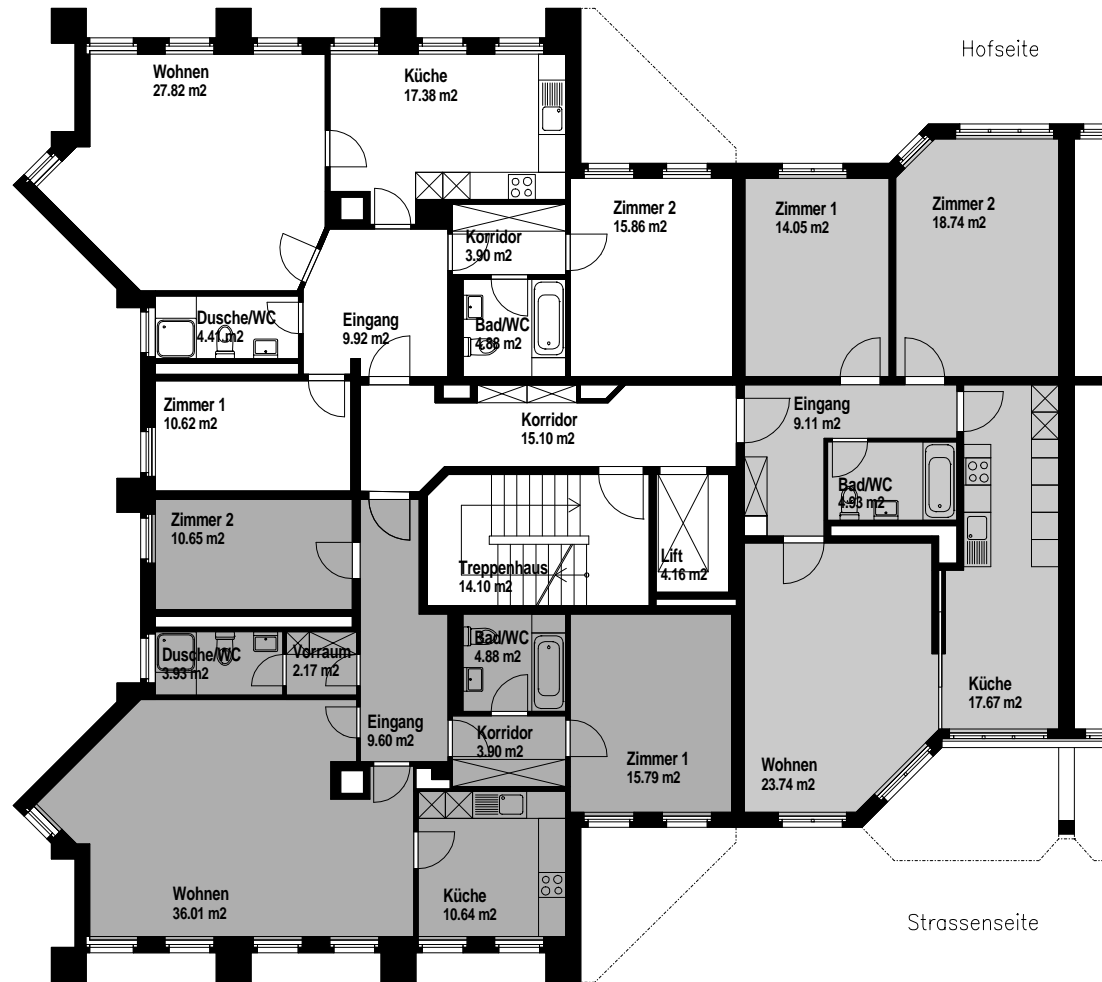 Hofseite
Wohnen
27.82 m2
Küche
17.38 m2
Zimmer 2
15.86 m2
Zimmer 1
14.05 m2
Zimmer 2
18.74 m2
Korridor
3.90 m2
Dusche/WC
4.41 m2
Eingang
9.92 m2
Bad/WC
4.88 m2
Zimmer 1
10.62 m2
Korridor
15.10 m2
Eingang
9.11 m2
Bad/WC
4.93 m2
Zimmer 2
10.65 m2
Treppenhaus
14.10 m2
Lift
4.16 m2
Dusche/WC
3.93 m2
Vorraum
2.17 m2
Bad/WC
4.88 m2
Küche
17.67 m2
Eingang
9.60 m2
Korridor
3.90 m2
Zimmer 1
15.79 m2
Wohnen
23.74 m2
Wohnen
36.01 m2
Küche
10.64 m2
Strassenseite